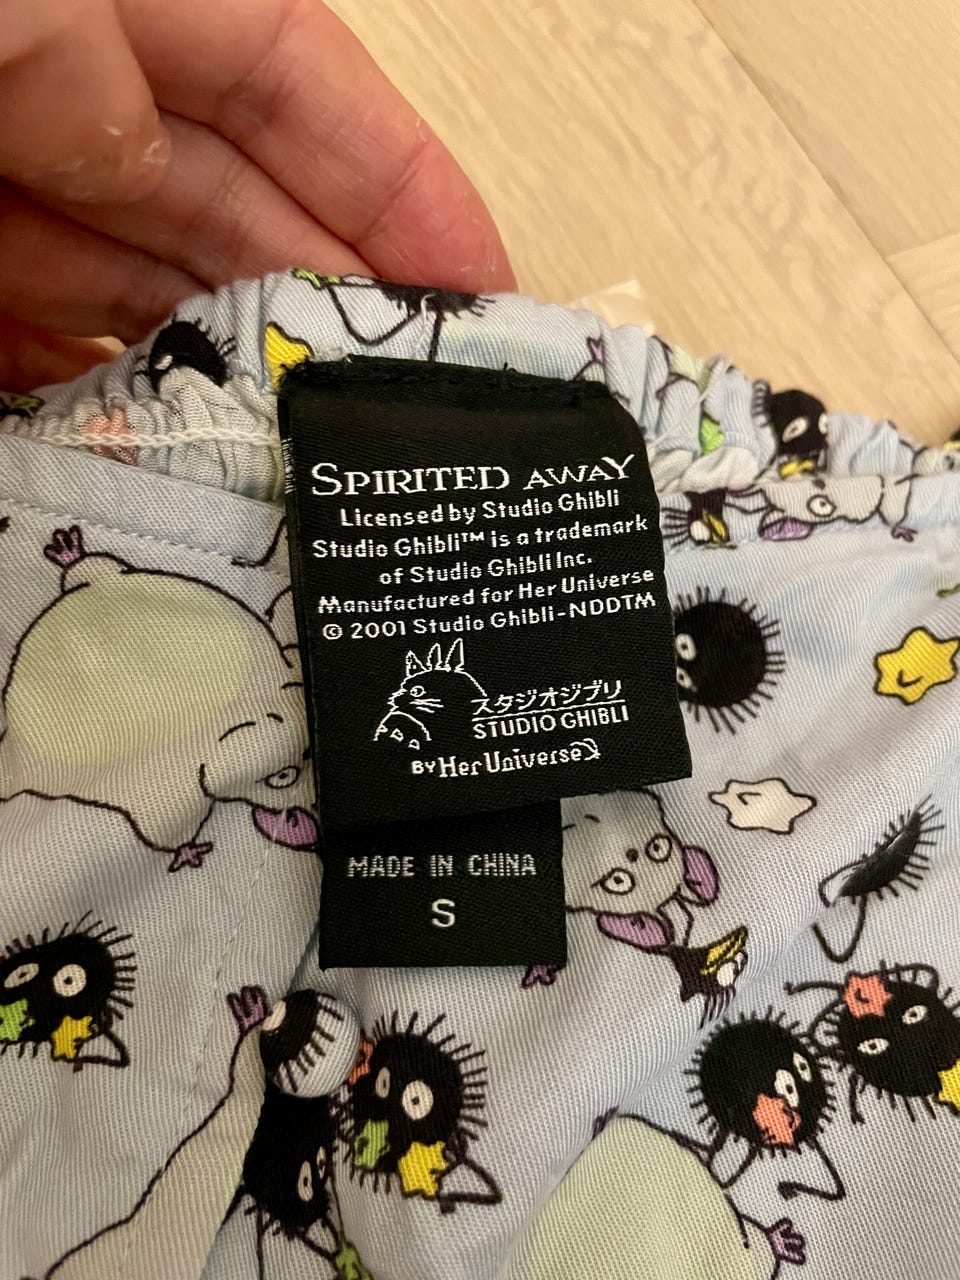 SPIRITED AWAY
Licensed by Studio Ghibli
Studio Ghibli™ is a trademark
of Studio Ghibli Inc.
Manufactured for Her Universe
© 2001 Studio Ghibli-NDDTM
スタジオジブリ
STUDIO GHIBLI
BY Her Universe
MADE IN CHINA
S